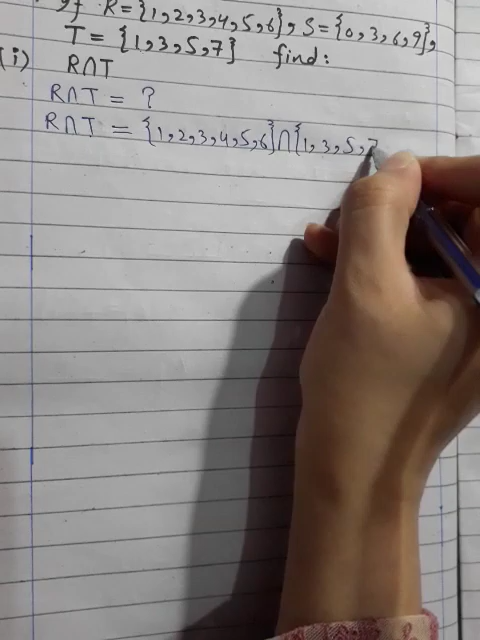 If R = {1,2,3,4,5,6}, S = {0,3,6,9},
T = {1,3,5,7} find:
(i) R∩T
R∩T = ?
R∩T = {1,2,3,4,5,6}∩{1,3,5,7